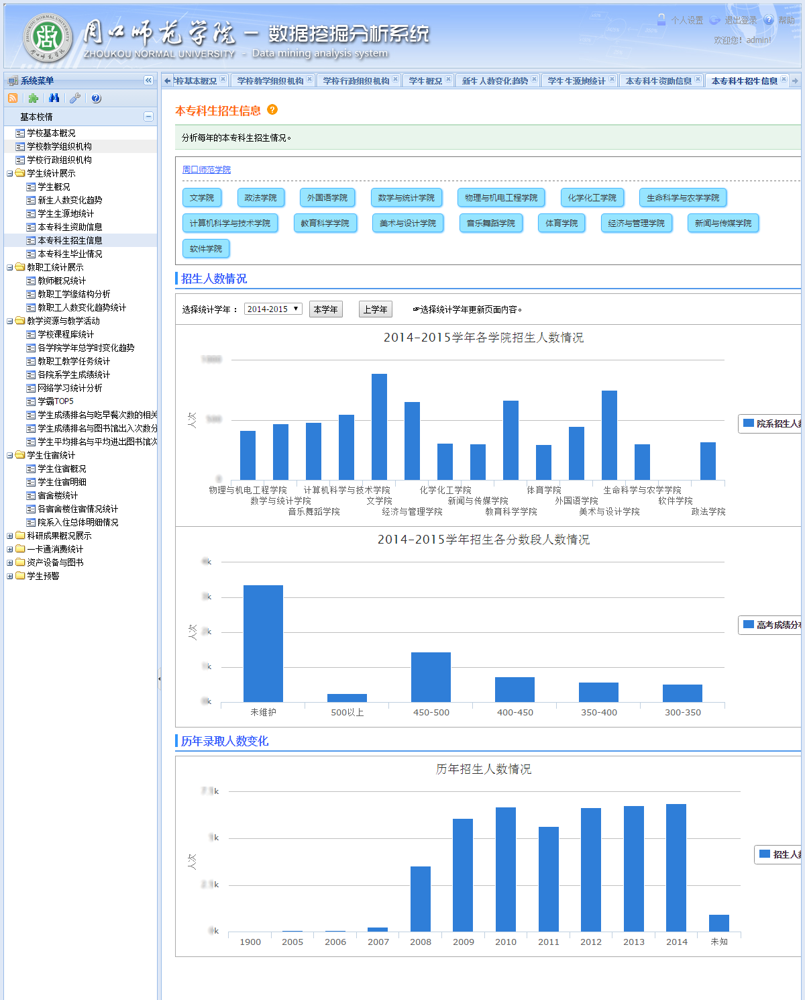 周口师范学院 — 数据挖掘分析系统
ZHOUKOU NORMAL UNIVERSITY - Data mining analysis system
个人设置 退出登录 帮助
欢迎您! admin!
系统菜单
基本校情
学校基本概况
学校教学组织机构
学校行政组织机构
学生统计展示
学生概况
新生人数变化趋势
学生生源地统计
本专科生资助信息
本专科生招生信息
本专科生毕业情况
教职工统计展示
教师概况统计
教职工学缘结构分析
教职工人数变化趋势统计
教学资源与教学活动
学校课程库统计
各学院学年总学时变化趋势
教职工教学任务统计
各院系学生成绩统计
网络学习统计分析
学霸TOP5
学生成绩排名与吃早餐次数的相关
学生成绩排名与图书馆出入次数分
学生平均排名与平均进出图书馆次
学生住宿统计
学生住宿概况
学生住宿明细
宿舍楼统计
各宿舍楼住宿情况统计
院系入住总体明细情况
科研成果概况展示
一卡通消费统计
资产设备与图书
学生预警
学校基本概况 学校教学组织机构 学校行政组织机构 学生概况 新生人数变化趋势 学生生源地统计 本专科生资助信息 本专科生招生信息
本专科生招生信息
分析每年的本专科生招生情况。
周口师范学院
文学院 政法学院 外国语学院 数学与统计学院 物理与机电工程学院 化学化工学院 生命科学与农学学院
计算机科学与技术学院 教育科学学院 美术与设计学院 音乐舞蹈学院 体育学院 经济与管理学院 新闻与传媒学院
软件学院
招生人数情况
选择统计学年： 2014-2015 本学年 上学年 ☞选择统计学年更新页面内容。
2014-2015学年各学院招生人数情况
1000
500
0
人次
院系招生人数
物理与机电工程学院 计算机科学与技术学院 化学化工学院 体育学院 生命科学与农学学院
数学与统计学院 文学院 新闻与传媒学院 外国语学院 软件学院
音乐舞蹈学院 经济与管理学院 教育科学学院 美术与设计学院 政法学院
2014-2015学年招生各分数段人数情况
4k
3k
2k
1k
0k
人次
高考成绩分布
未维护 500以上 450-500 400-450 350-400 300-350
历年录取人数变化
历年招生人数情况
7.5k
5k
2.5k
0k
人次
招生人数
1900 2005 2006 2007 2008 2009 2010 2011 2012 2013 2014 未知